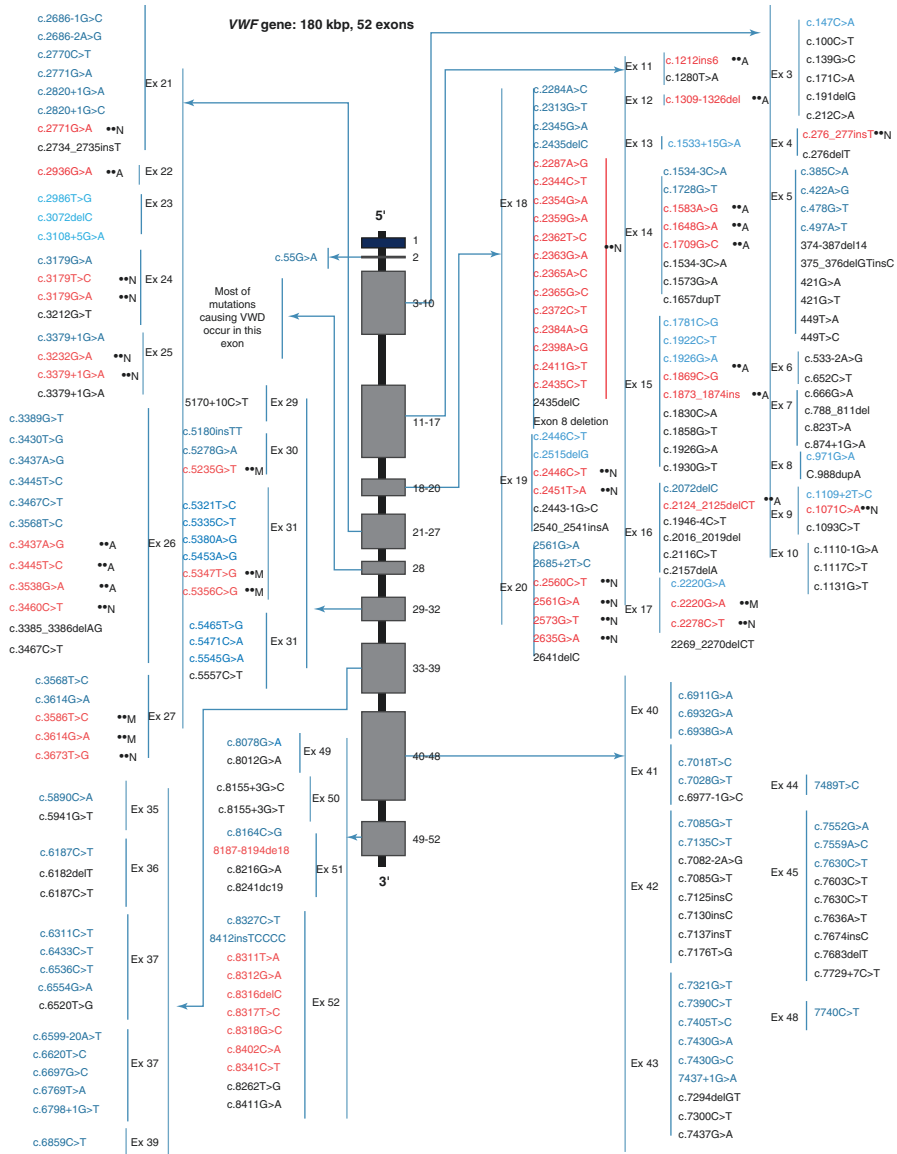 VWF gene: 180 kbp, 52 exons
c.2686-1G>C
c.2686-2A>G
c.2770C>T
c.2771G>A
c.2820+1G>A
c.2820+1G>C
c.2771G>A ••N
c.2734_2735insT
Ex 21
c.2936G>A ••A
Ex 22
c.2986T>G
c.3072delC
c.3108+5G>A
Ex 23
c.3179G>A
c.3179T>C ••N
c.3179G>A ••N
c.3212G>T
Ex 24
c.3379+1G>A
c.3232G>A ••N
c.3379+1G>A ••N
c.3379+1G>A
Ex 25
c.3389G>T
c.3430T>G
c.3437A>G
c.3445T>C
c.3467C>T
c.3568T>C
c.3437A>G ••A
c.3445T>C ••A
c.3538G>A ••A
c.3460C>T ••N
c.3385_3386delAG
c.3467C>T
Ex 26
c.3568T>C
c.3614G>A
c.3586T>C ••M
c.3614G>A ••M
c.3673T>G ••N
Ex 27
c.5890C>A
c.5941G>T
Ex 35
c.6187C>T
c.6182delT
c.6187C>T
Ex 36
c.6311C>T
c.6433C>T
c.6536C>T
c.6554G>A
c.6520T>G
Ex 37
c.6599-20A>T
c.6620T>C
c.6697G>C
c.6769T>A
c.6798+1G>T
Ex 37
c.6859C>T
Ex 39
5'
1
2
3-10
11-17
18-20
21-27
28
29-32
33-39
40-48
49-52
3'
c.55G>A
Most of
mutations
causing VWD
occur in this
exon
5170+10C>T
Ex 29
c.5180insTT
c.5278G>A
c.5235G>T ••M
Ex 30
c.5321T>C
c.5335C>T
c.5380A>G
c.5453A>G
c.5347T>G ••M
c.5356C>G ••M
Ex 31
c.5465T>G
c.5471C>A
c.5545G>A
c.5557C>T
Ex 31
c.8078G>A
c.8012G>A
Ex 49
c.8155+3G>C
c.8155+3G>T
Ex 50
c.8164C>G
8187-8194de18
c.8216G>A
c.8241dc19
Ex 51
c.8327C>T
8412insTCCCC
c.8311T>A
c.8312G>A
c.8316delC
c.8317T>C
c.8318G>C
c.8402C>A
c.8341C>T
c.8262T>G
c.8411G>A
Ex 52
Ex 18
c.2284A>C
c.2313G>T
c.2345G>A
c.2435delC
c.2287A>G
c.2344C>T
c.2354G>A
c.2359G>A
c.2362T>C
c.2363G>A
c.2365A>C
c.2365G>C
c.2372C>T
c.2384A>G
c.2398A>G
c.2411G>T
c.2435C>T
••N
2435delC
Exon 8 deletion
Ex 19
c.2446C>T
c.2515delG
c.2446C>T ••N
c.2451T>A ••N
c.2443-1G>C
2540_2541insA
Ex 20
2561G>A
2685+2T>C
c.2560C>T ••N
2561G>A ••N
2573G>T ••N
2635G>A ••N
2641delC
Ex 11
c.1212ins6 ••A
c.1280T>A
Ex 12
c.1309-1326del ••A
Ex 13
c.1533+15G>A
Ex 14
c.1534-3C>A
c.1728G>T
c.1583A>G ••A
c.1648G>A ••A
c.1709G>C ••A
c.1534-3C>A
c.1573G>A
c.1657dupT
Ex 15
c.1781C>G
c.1922C>T
c.1926G>A
c.1869C>G ••A
c.1873_1874ins ••A
c.1830C>A
c.1858G>T
c.1926G>A
c.1930G>T
Ex 16
c.2072delC
c.2124_2125delCT ••A
c.1946-4C>T
c.2016_2019del
c.2116C>T
c.2157delA
Ex 17
c.2220G>A
c.2220G>A ••M
c.2278C>T ••N
2269_2270delCT
Ex 3
c.147C>A
c.100C>T
c.139G>C
c.171C>A
c.191delG
c.212C>A
Ex 4
c.276_277insT••N
c.276delT
Ex 5
c.385C>A
c.422A>G
c.478G>T
c.497A>T
374-387del14
375_376delGTinsC
421G>A
421G>T
449T>A
449T>C
Ex 6
c.533-2A>G
c.652C>T
Ex 7
c.666G>A
c.788_811del
c.823T>A
c.874+1G>A
Ex 8
c.971G>A
C.988dupA
Ex 9
c.1109+2T>C
c.1071C>A••N
c.1093C>T
Ex 10
c.1110-1G>A
c.1117C>T
c.1131G>T
Ex 40
c.6911G>A
c.6932G>A
c.6938G>A
Ex 41
c.7018T>C
c.7028G>T
c.6977-1G>C
Ex 42
c.7085G>T
c.7135C>T
c.7082-2A>G
c.7085G>T
c.7125insC
c.7130insC
c.7137insT
c.7176T>G
Ex 43
c.7321G>T
c.7390C>T
c.7405T>C
c.7430G>A
c.7430G>C
7437+1G>A
c.7294delGT
c.7300C>T
c.7437G>A
Ex 44
7489T>C
Ex 45
c.7552G>A
c.7559A>C
c.7630C>T
c.7603C>T
c.7630C>T
c.7636A>T
c.7674insC
c.7683delT
c.7729+7C>T
Ex 48
7740C>T